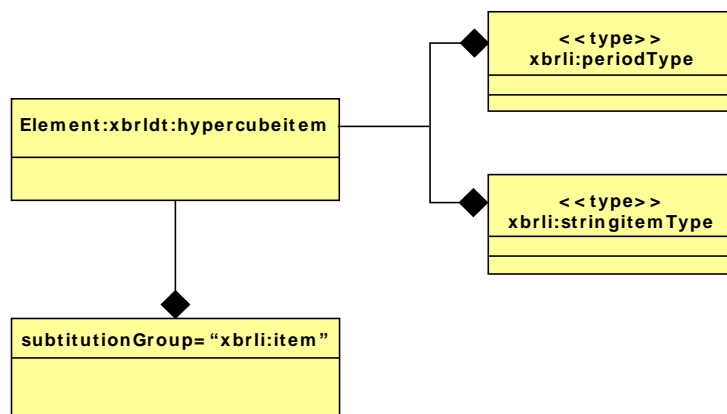 <<type>>
xbrli:periodType
Element:xbrldt:hypercubeitem
<<type>>
xbrli:stringitemType
subtitutionGroup=“xbrli:item”